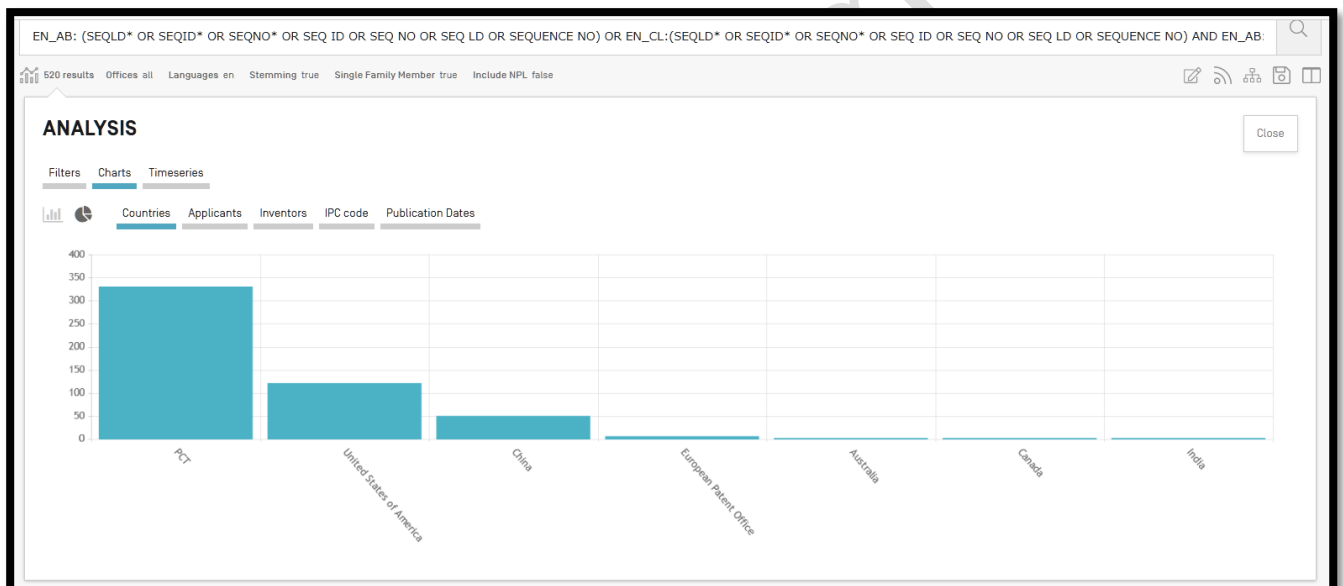 EN_AB: (SEQLD* OR SEQID* OR SEQNO* OR SEQ ID OR SEQ NO OR SEQ LD OR SEQUENCE NO) OR EN_CL:(SEQLD* OR SEQID* OR SEQNO* OR SEQ ID OR SEQ NO OR SEQ LD OR SEQUENCE NO) AND EN_AB:
520 results Offices all Languages en Stemming true Single Family Member true Include NPL false
ANALYSIS
Close
Filters Charts Timeseries
Countries Applicants Inventors IPC code Publication Dates
400
350
300
250
200
150
100
50
0
PCT
United States of America
China
European Patent Office
Australia
Canada
India